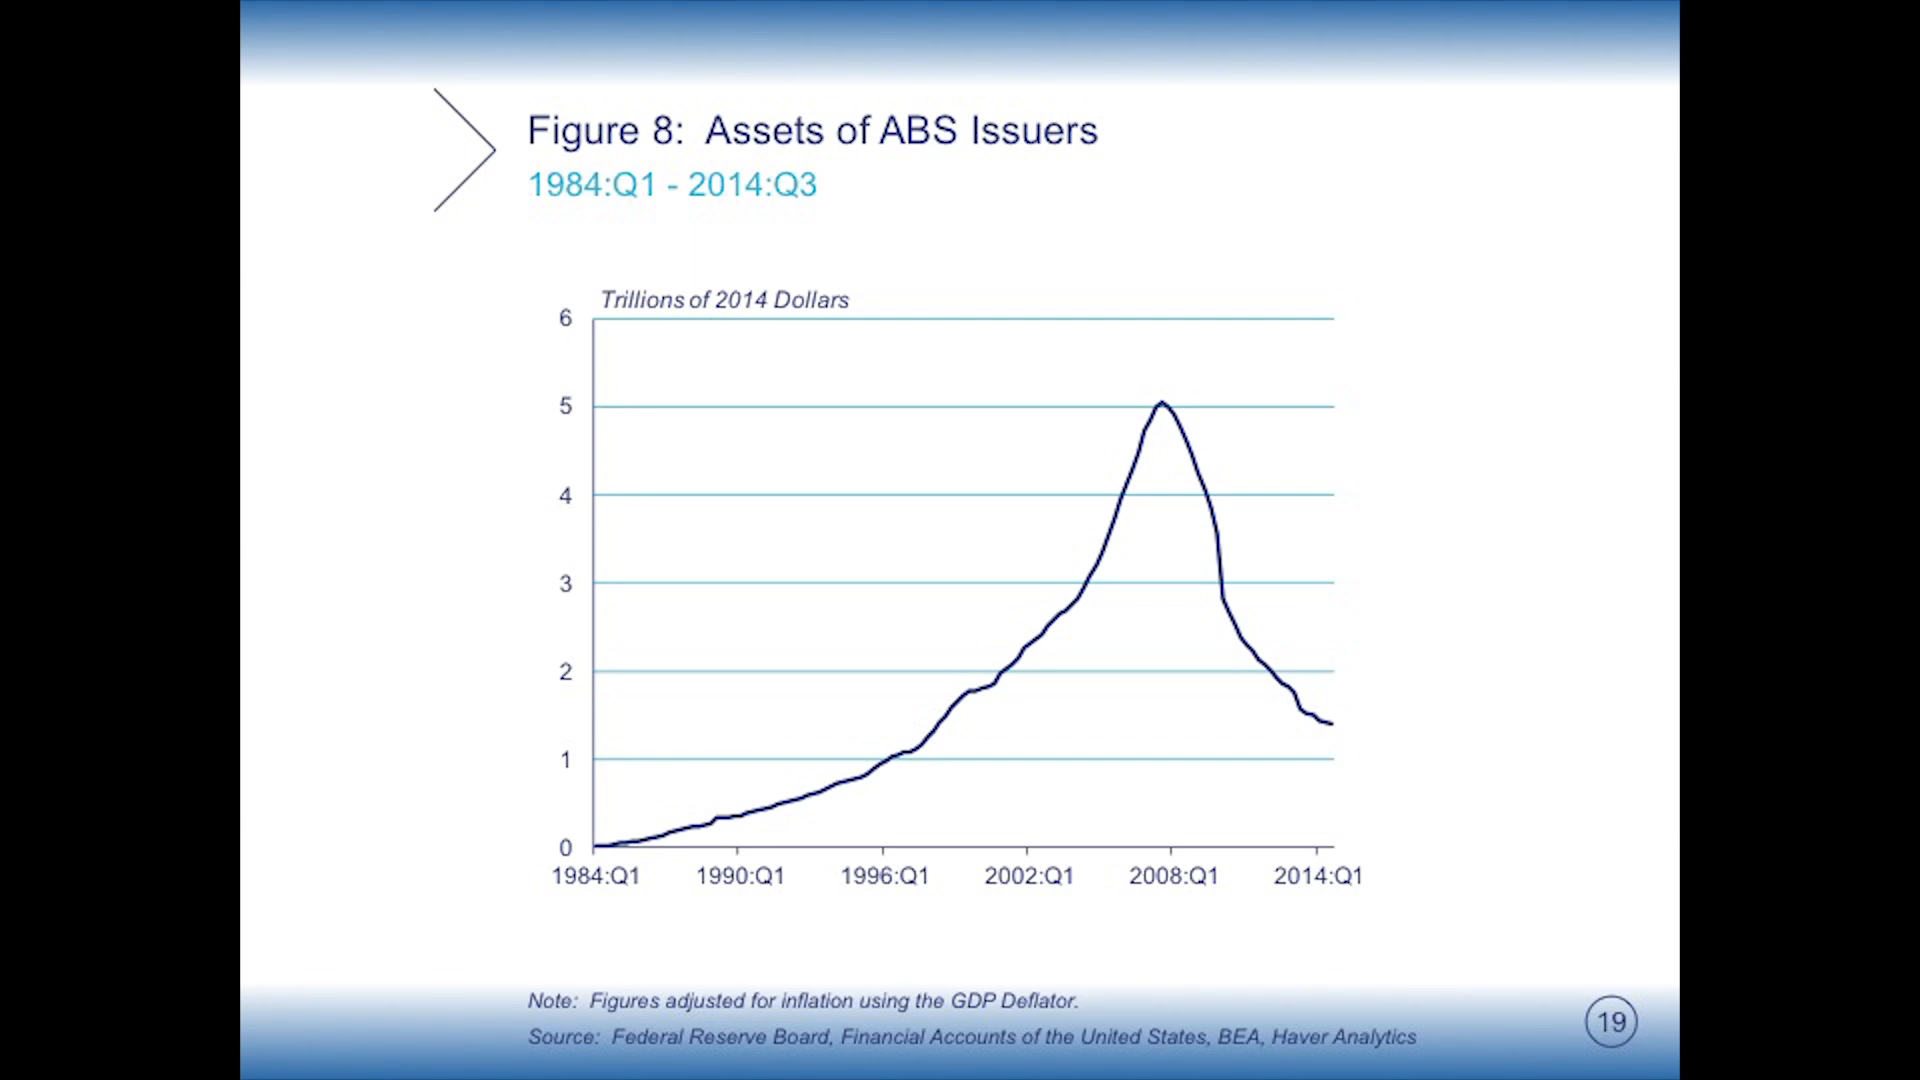 Figure 8: Assets of ABS Issuers
1984:Q1 - 2014:Q3
Trillions of 2014 Dollars
6
5
4
3
2
1
0
1984:Q1 1990:Q1 1996:Q1 2002:Q1 2008:Q1 2014:Q1
Note: Figures adjusted for inflation using the GDP Deflator.
Source: Federal Reserve Board, Financial Accounts of the United States, BEA, Haver Analytics
19